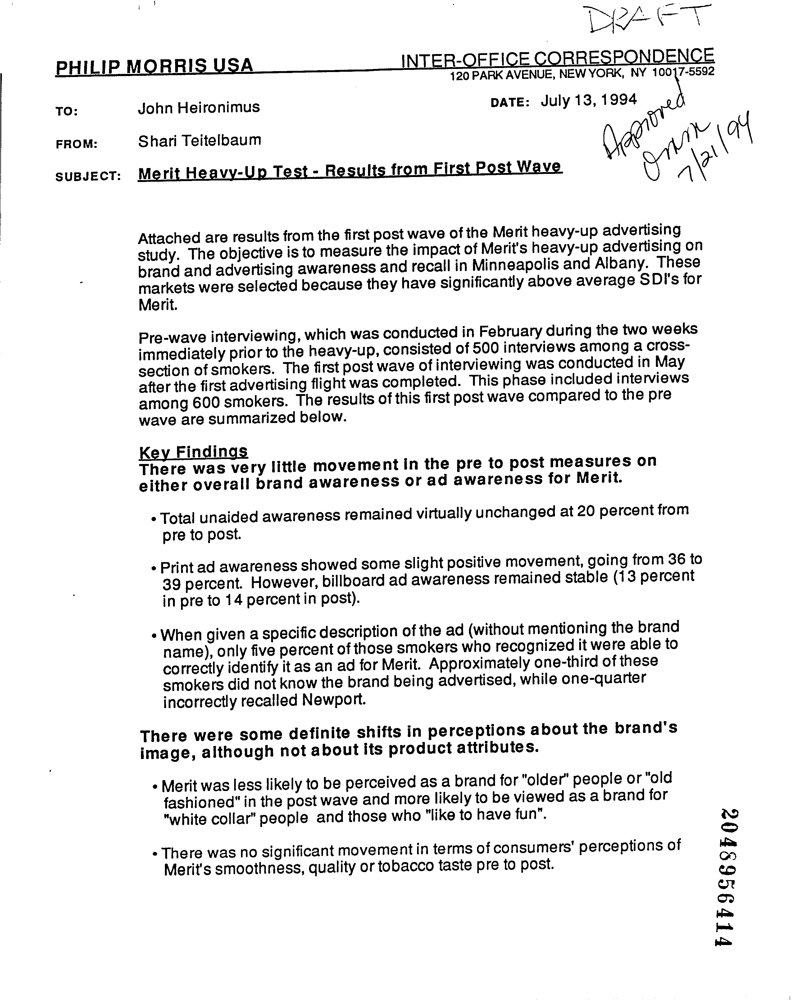 DRAFT
PHILIP MORRIS USA
INTER-OFFICE CORRESPONDENCE
120 PARK AVENUE, NEW YORK, NY 10017-5592
TO: John Heironimus
DATE: July 13, 1994
Approved
7/21/94
FROM: Shari Teitelbaum
SUBJECT: Merit Heavy-Up Test - Results from First Post Wave
Attached are results from the first post wave of the Merit heavy-up advertising
study. The objective is to measure the impact of Merit's heavy-up advertising on
brand and advertising awareness and recall in Minneapolis and Albany. These
markets were selected because they have significantly above average SDI's for
Merit.
Pre-wave interviewing, which was conducted in February during the two weeks
immediately prior to the heavy-up, consisted of 500 interviews among a cross-
section of smokers. The first post wave of interviewing was conducted in May
after the first advertising flight was completed. This phase included interviews
among 600 smokers. The results of this first post wave compared to the pre
wave are summarized below.
Key Findings
There was very little movement in the pre to post measures on
either overall brand awareness or ad awareness for Merit.
• Total unaided awareness remained virtually unchanged at 20 percent from
pre to post.
• Print ad awareness showed some slight positive movement, going from 36 to
39 percent. However, billboard ad awareness remained stable (13 percent
in pre to 14 percent in post).
• When given a specific description of the ad (without mentioning the brand
name), only five percent of those smokers who recognized it were able to
correctly identify it as an ad for Merit. Approximately one-third of these
smokers did not know the brand being advertised, while one-quarter
incorrectly recalled Newport.
There were some definite shifts in perceptions about the brand's
image, although not about its product attributes.
• Merit was less likely to be perceived as a brand for "older" people or "old
fashioned" in the post wave and more likely to be viewed as a brand for
"white collar" people and those who "like to have fun".
• There was no significant movement in terms of consumers' perceptions of
Merit's smoothness, quality or tobacco taste pre to post.
2048956414